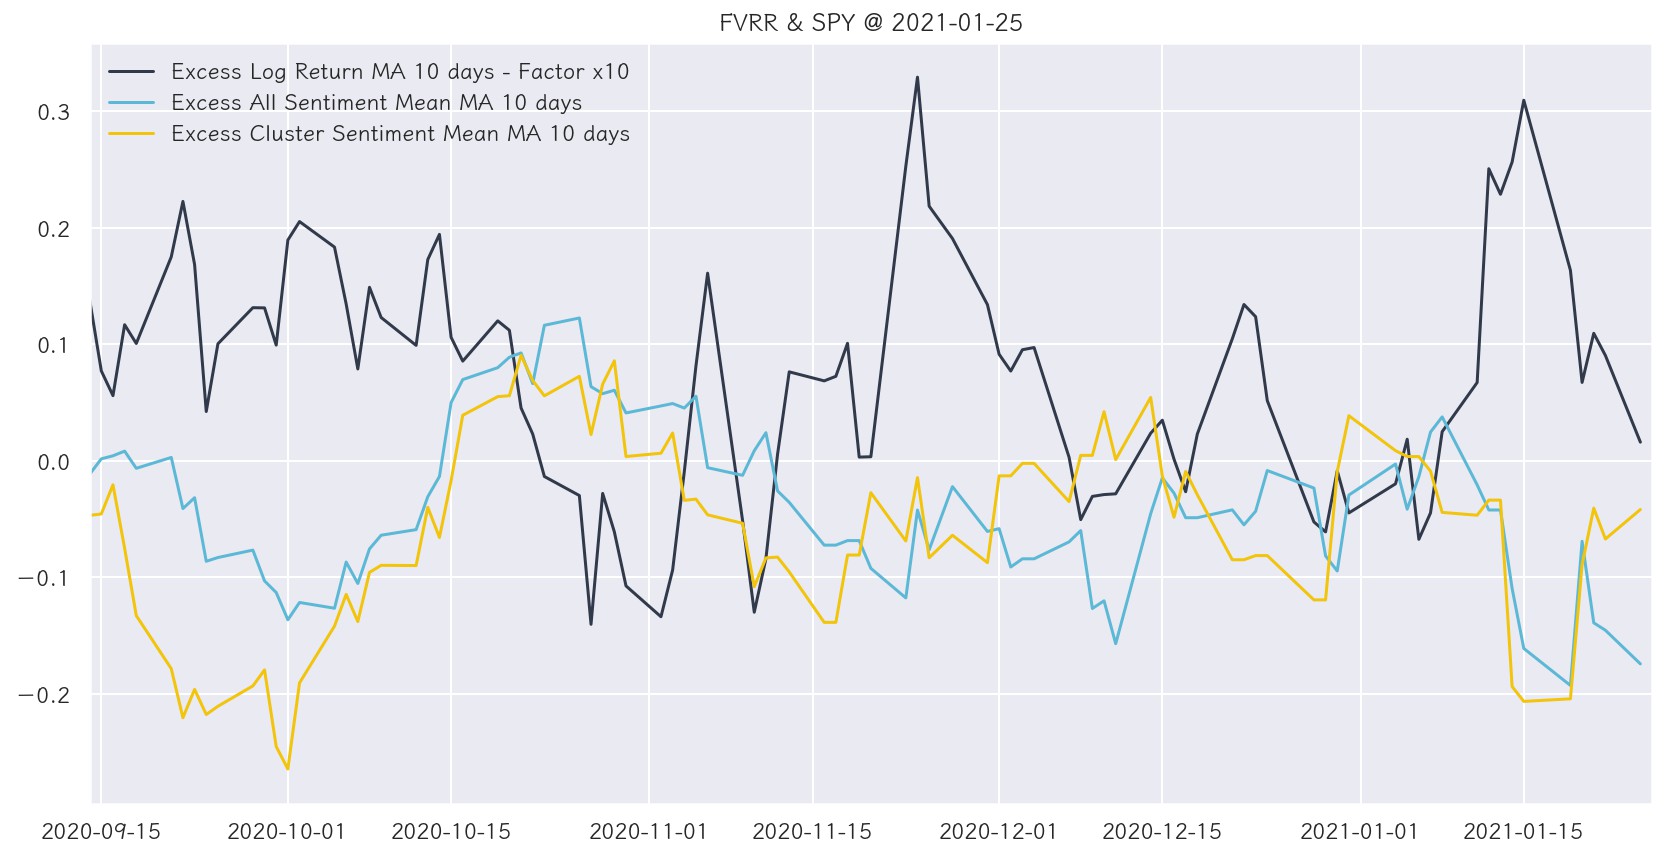 FVRR & SPY @ 2021-01-25
Excess Log Return MA 10 days - Factor x10
Excess All Sentiment Mean MA 10 days
Excess Cluster Sentiment Mean MA 10 days
0.3
0.2
0.1
0.0
−0.1
−0.2
2020-09-15 2020-10-01 2020-10-15 2020-11-01 2020-11-15 2020-12-01 2020-12-15 2021-01-01 2021-01-15